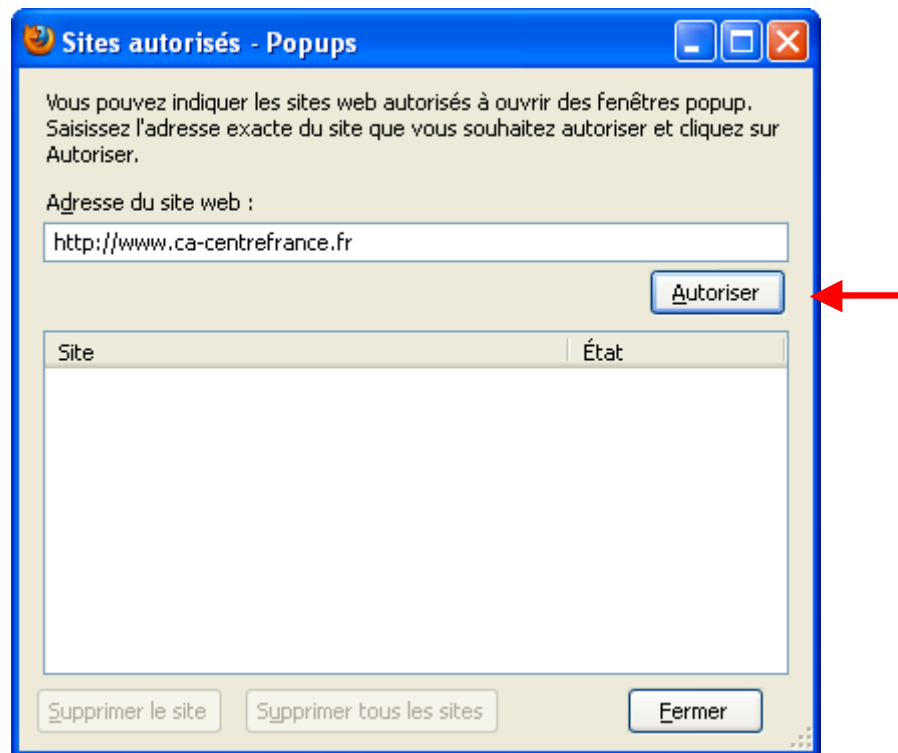 Sites autorisés - Popups
Vous pouvez indiquer les sites web autorisés à ouvrir des fenêtres popup.
Saisissez l'adresse exacte du site que vous souhaitez autoriser et cliquez sur
Autoriser.
Adresse du site web :
http://www.ca-centrefrance.fr
Autoriser
Site État
Supprimer le site Supprimer tous les sites Fermer